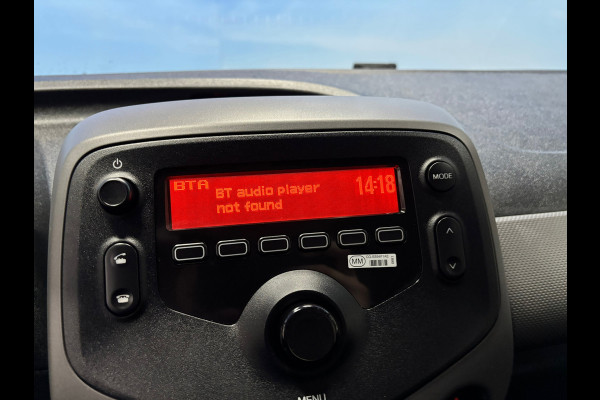 BTA
BT audio player
not found
14:18
MODE
MM
MENU